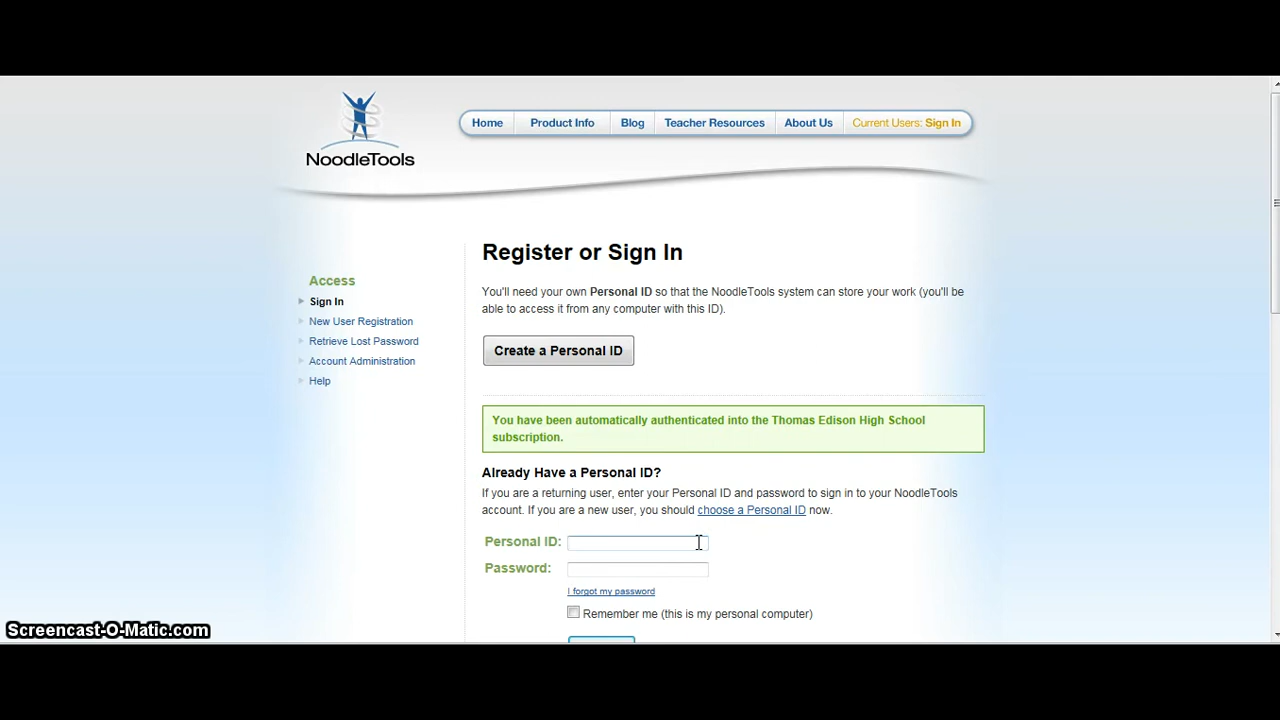 NoodleTools
Home
Product Info
Blog
Teacher Resources
About Us
Current Users: Sign In
Access
Sign In
New User Registration
Retrieve Lost Password
Account Administration
Help
Register or Sign In
You'll need your own Personal ID so that the NoodleTools system can store your work (you'll be
able to access it from any computer with this ID).
Create a Personal ID
You have been automatically authenticated into the Thomas Edison High School
subscription.
Already Have a Personal ID?
If you are a returning user, enter your Personal ID and password to sign in to your NoodleTools
account. If you are a new user, you should choose a Personal ID now.
Personal ID:
Password:
I forgot my password
Remember me (this is my personal computer)
Screencast-O-Matic.com